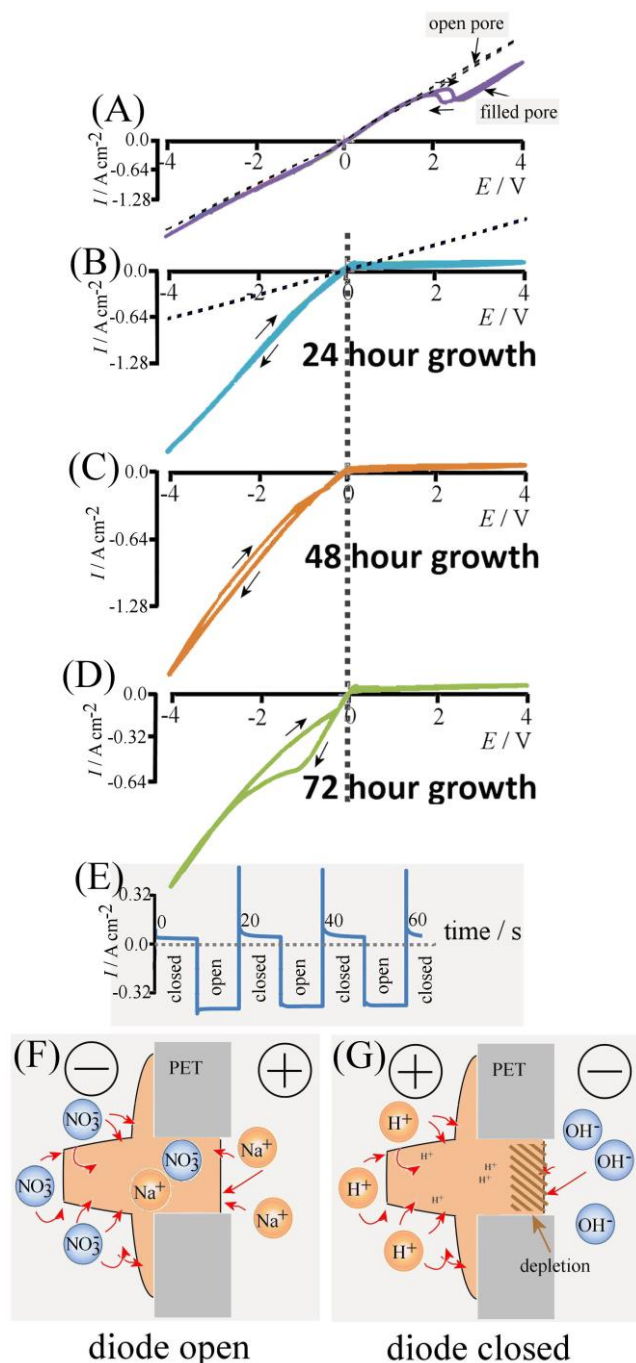 open pore
(A)
filled pore
I / A cm-2
0.0
-0.64
-1.28
-4
-2
0
2
4
E / V
(B)
I / A cm-2
0.0
-0.64
-1.28
-4
-2
0
2
4
E / V
24 hour growth
(C)
I / A cm-2
0.0
-0.64
-1.28
-4
-2
0
2
4
E / V
48 hour growth
(D)
I / A cm-2
0.0
-0.32
-0.64
-4
-2
0
2
4
E / V
72 hour growth
(E)
I / A cm-2
0.32
0.0
-0.32
0
20
40
60
time / s
closed
open
closed
open
closed
open
closed
(F)
−
PET
+
NO3-
NO3-
NO3-
NO3-
Na+
Na+
Na+
diode open
(G)
+
PET
−
H+
H+
H+
H+
H+
H+
H+
OH-
OH-
OH-
depletion
diode closed